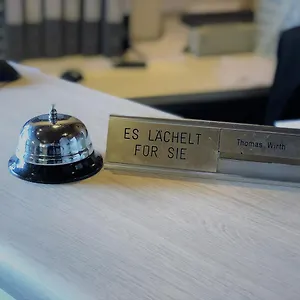 ES LÄCHELT
FÜR SIE
Thomas Wirth